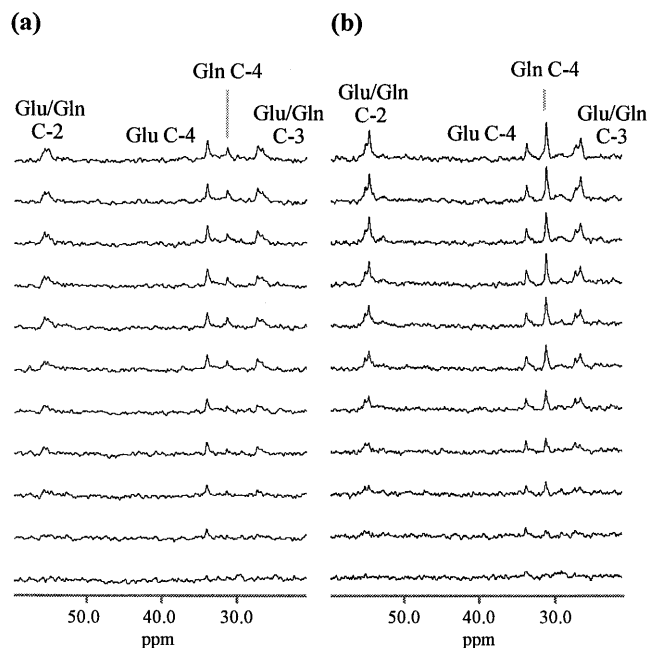 (a)
Gln C-4
Glu/Gln
C-2
Glu C-4
Glu/Gln
C-3
50.0 40.0 30.0
ppm
(b)
Gln C-4
Glu/Gln
C-2
Glu C-4
Glu/Gln
C-3
50.0 40.0 30.0
ppm